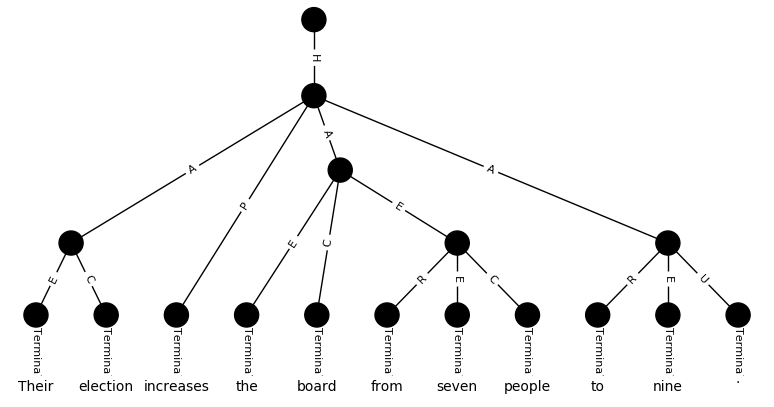 H
A P A A
E C E C E R E U
R E C
Termina Termina Termina Termina Termina Termina Termina Termina Termina Termina Termina
Their election increases the board from seven people to nine .